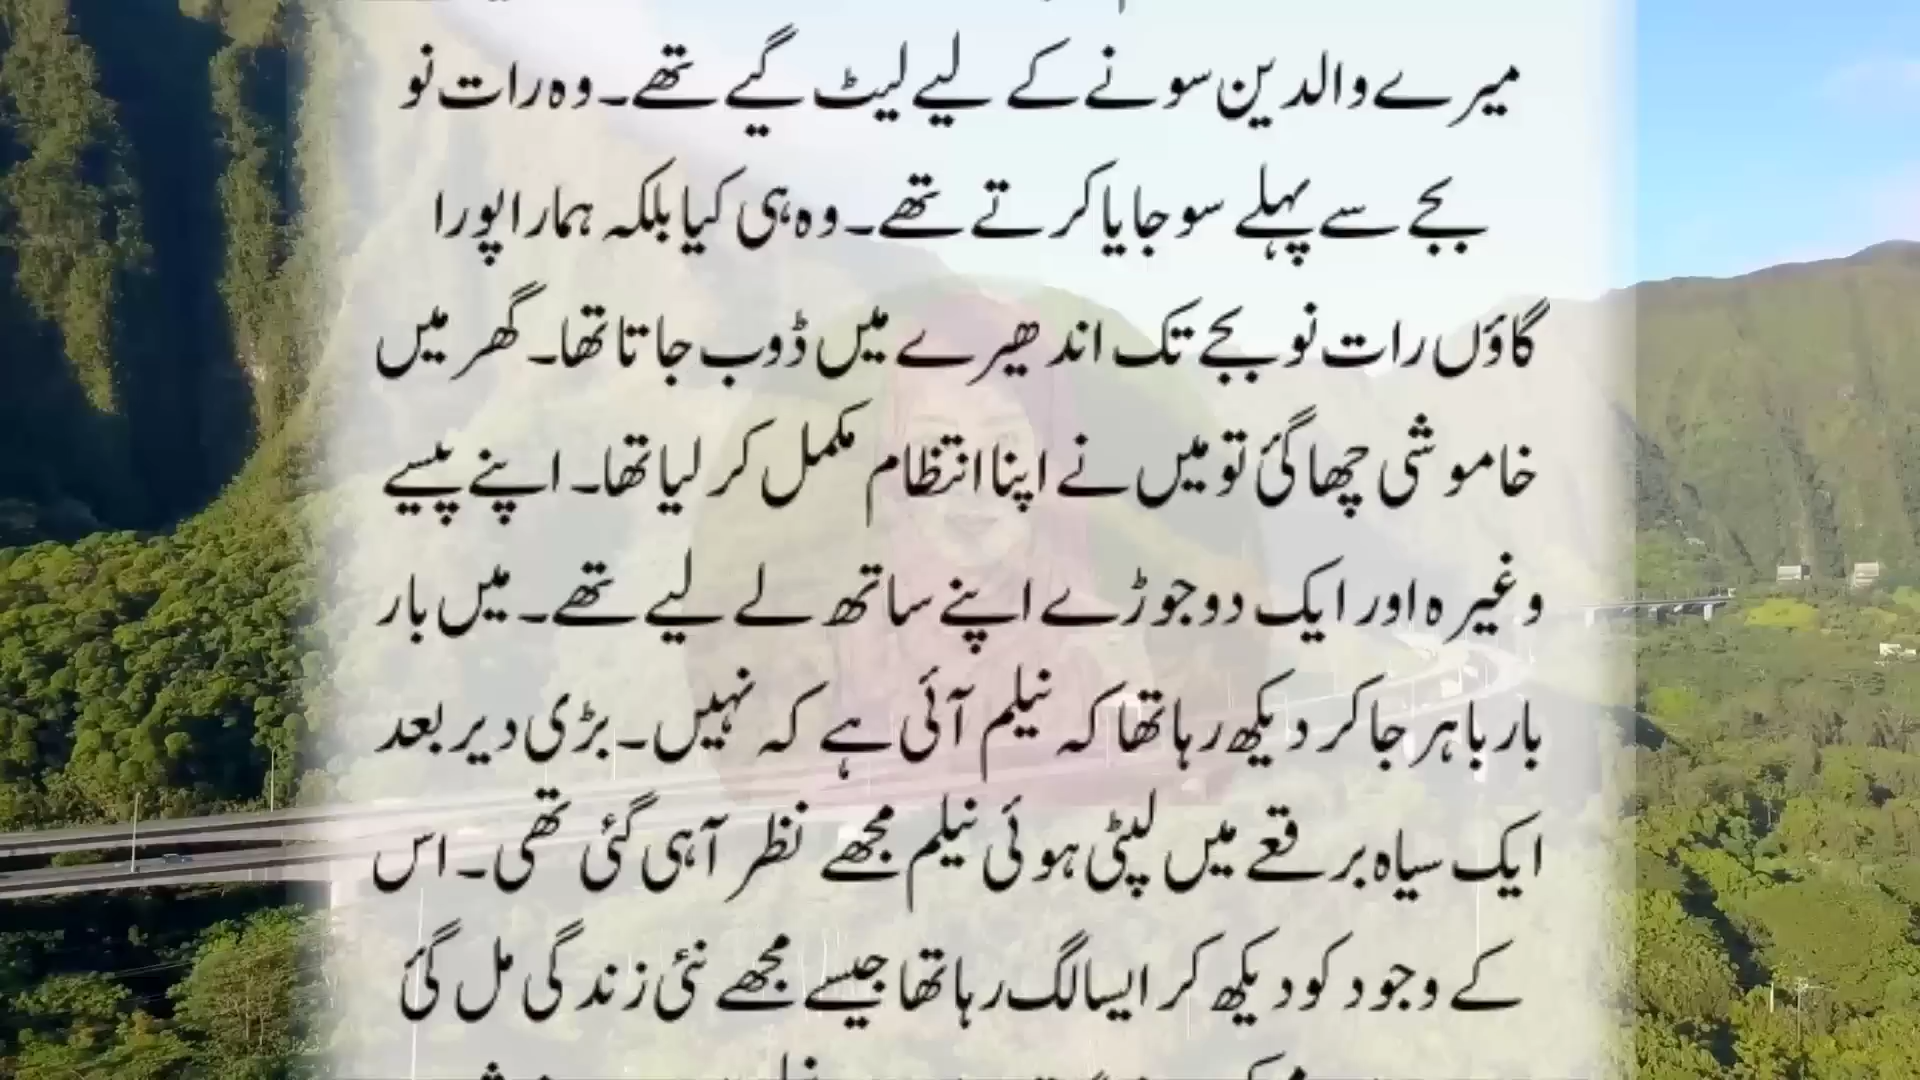 میرے والدین سونے کے لیے لیٹ گیے تھے۔ وہ رات نو
بجے سے پہلے سو جایا کرتے تھے۔ وہ ہی کیا بلکہ ہمارا پورا
گاؤں رات نو بجے تک اندھیرے میں ڈوب جاتا تھا۔ گھر میں
خاموشی چھا گئ تو میں نے اپنا انتظام مکمل کر لیا تھا۔ اپنے پیسے
وغیرہ اور ایک دو جوڑے اپنے ساتھ لے لیے تھے۔ میں بار
بار باہر جا کر دیکھ رہا تھا کہ نیلم آئی ہے کہ نہیں۔ بڑی دیر بعد
ایک سیاہ برقعے میں لپٹی ہوئی نیلم مجھے نظر آ ہی گئی تھی۔ اس
کے وجود کو دیکھ کر ایسا لگ رہا تھا جیسے مجھے نئی زندگی مل گئ